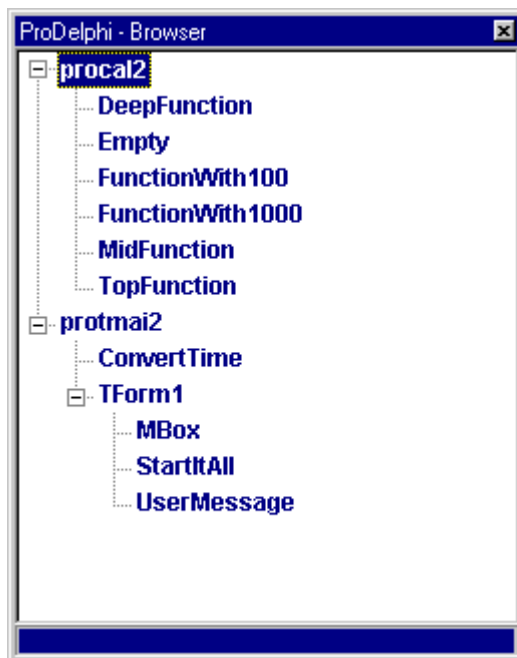 ProDelphi - Browser
procal2
DeepFunction
Empty
FunctionWith100
FunctionWith1000
MidFunction
TopFunction
protmai2
ConvertTime
TForm1
MBox
StartItAll
UserMessage